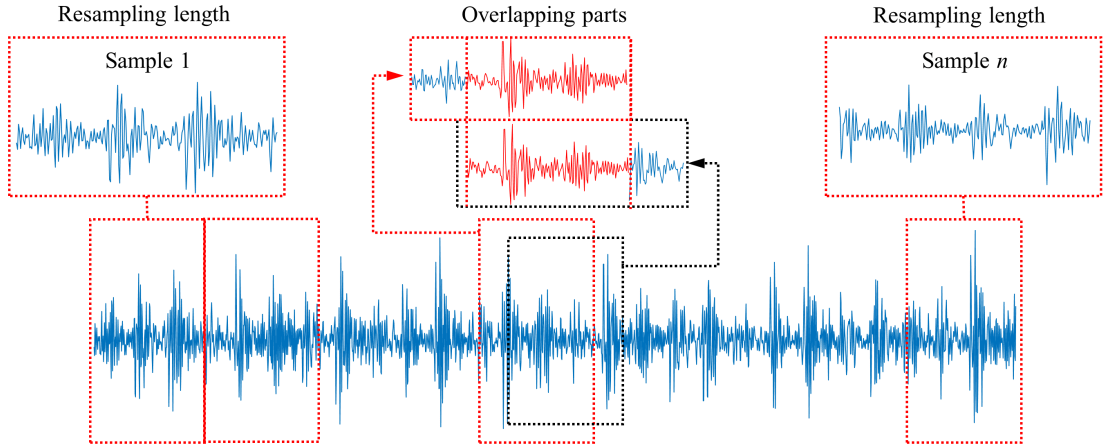 Resampling length
Overlapping parts
Resampling length
Sample 1
Sample n